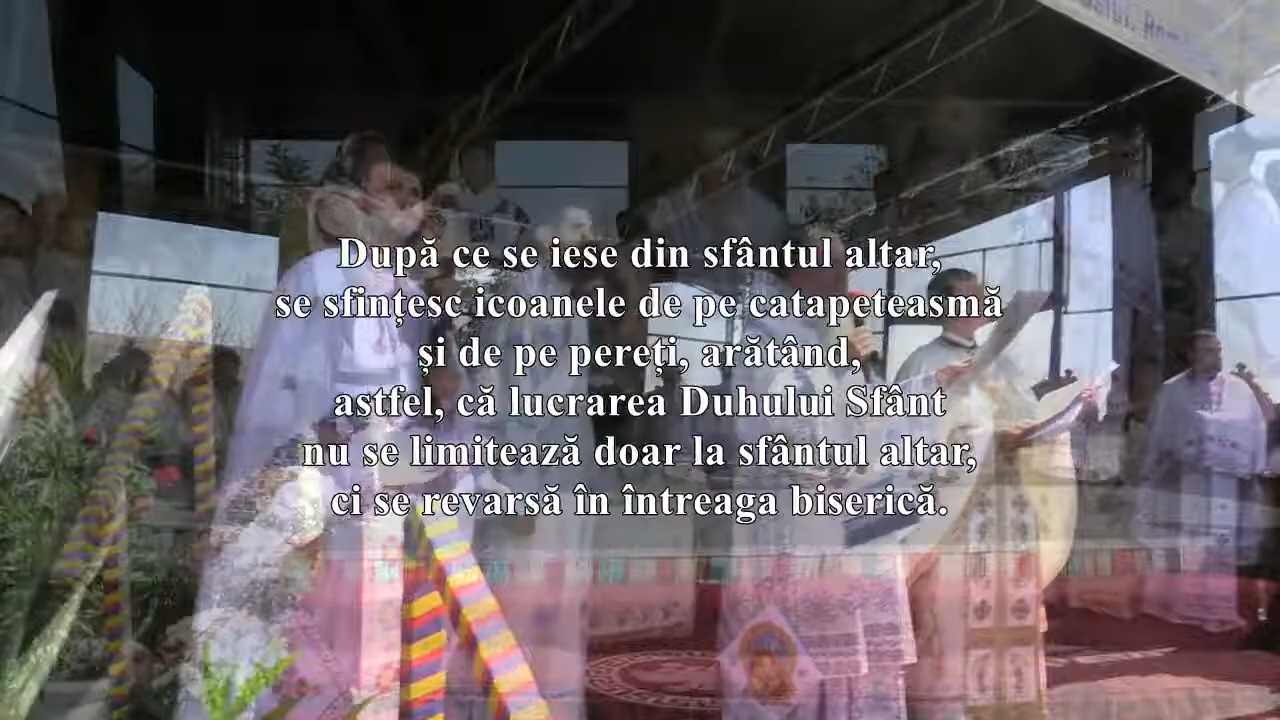 După ce se iese din sfântul altar,
se sfințesc icoanele de pe catapeteasmă
și de pe pereți, arătând,
astfel, că lucrarea Duhului Sfânt
nu se limitează doar la sfântul altar,
ci se revarsă în întreaga biserică.